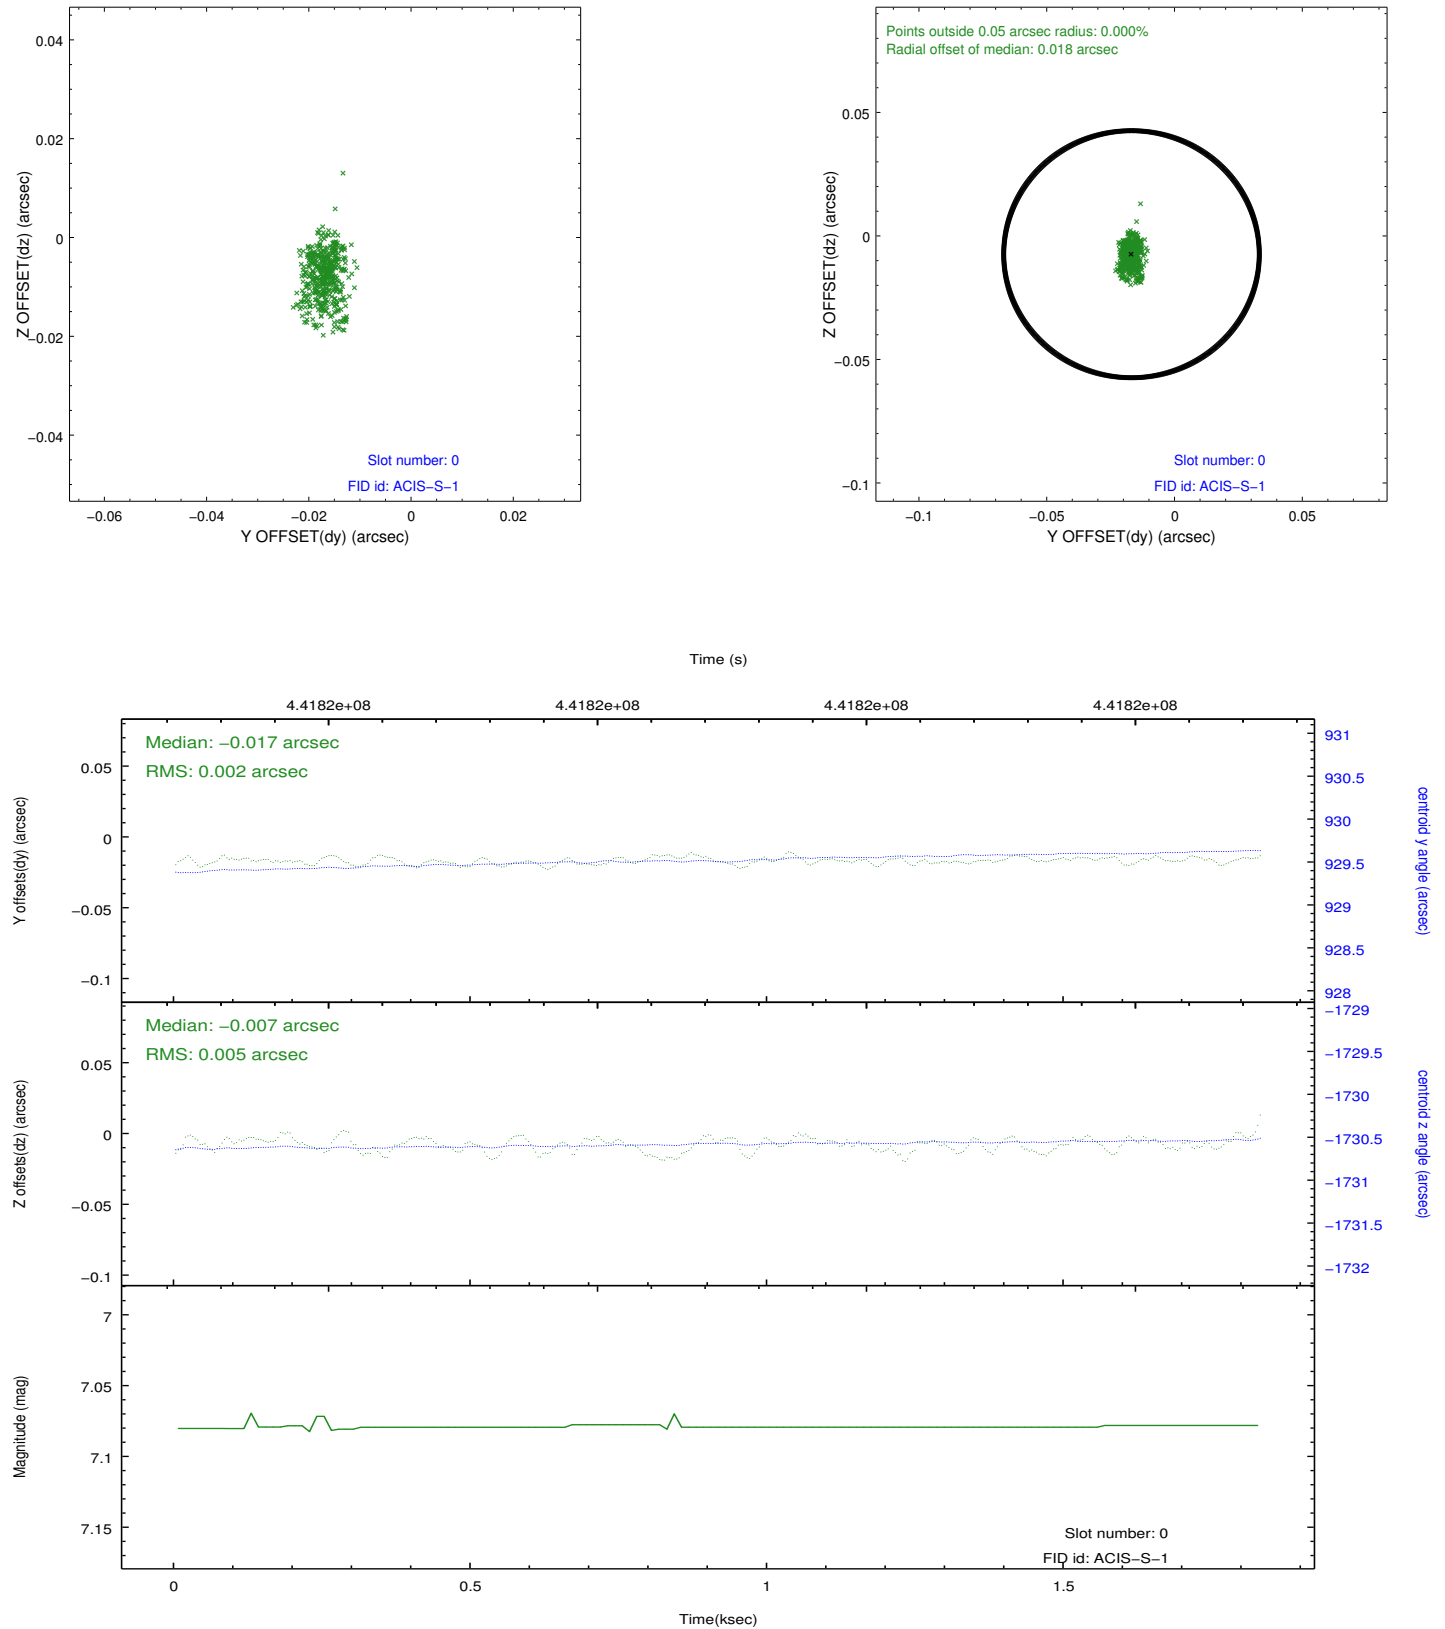 0.04
0.02
0
−0.02
−0.04
Z OFFSET(dz) (arcsec)
Slot number: 0
FID id: ACIS−S−1
−0.06
−0.04
−0.02
0
0.02
Y OFFSET(dy) (arcsec)
Points outside 0.05 arcsec radius: 0.000%
Radial offset of median: 0.018 arcsec
0.05
0
−0.05
−0.1
Z OFFSET(dz) (arcsec)
Slot number: 0
FID id: ACIS−S−1
−0.1
−0.05
0
0.05
Y OFFSET(dy) (arcsec)
Time (s)
4.4182e+08
4.4182e+08
4.4182e+08
4.4182e+08
Median: −0.017 arcsec
RMS: 0.002 arcsec
0.05
0
−0.05
−0.1
Y offsets(dy) (arcsec)
931
930.5
930
929.5
929
928.5
928
centroid y angle (arcsec)
Median: −0.007 arcsec
RMS: 0.005 arcsec
0.05
0
−0.05
−0.1
Z offsets(dz) (arcsec)
−1729
−1729.5
−1730
−1730.5
−1731
−1731.5
−1732
centroid z angle (arcsec)
7
7.05
7.1
7.15
Magnitude (mag)
Slot number: 0
FID id: ACIS−S−1
0
0.5
1
1.5
Time(ksec)